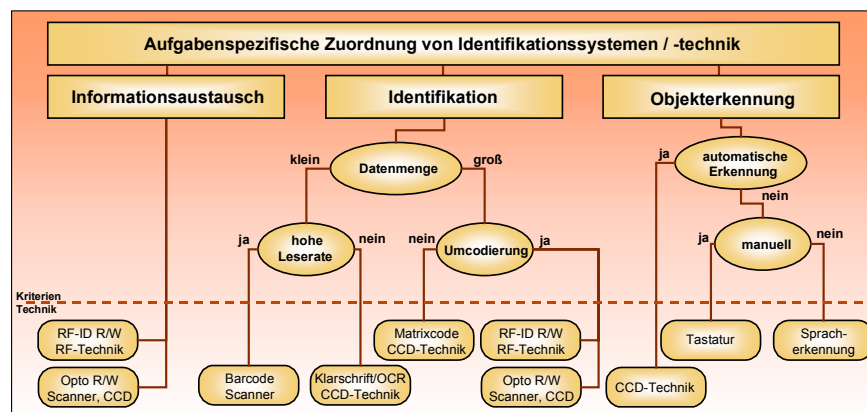 Aufgabenspezifische Zuordnung von Identifikationssystemen / -technik
Informationsaustausch
Identifikation
Objekterkennung
klein
Datenmenge
groß
ja
automatische
Erkennung
nein
ja
hohe
Leserate
nein
nein
Umcodierung
ja
ja
manuell
nein
Kriterien
Technik
RF-ID R/W
RF-Technik
Matrixcode
CCD-Technik
RF-ID R/W
RF-Technik
Tastatur
Sprach-
erkennung
Opto R/W
Scanner, CCD
Barcode
Scanner
Klarschrift/OCR
CCD-Technik
Opto R/W
Scanner, CCD
CCD-Technik